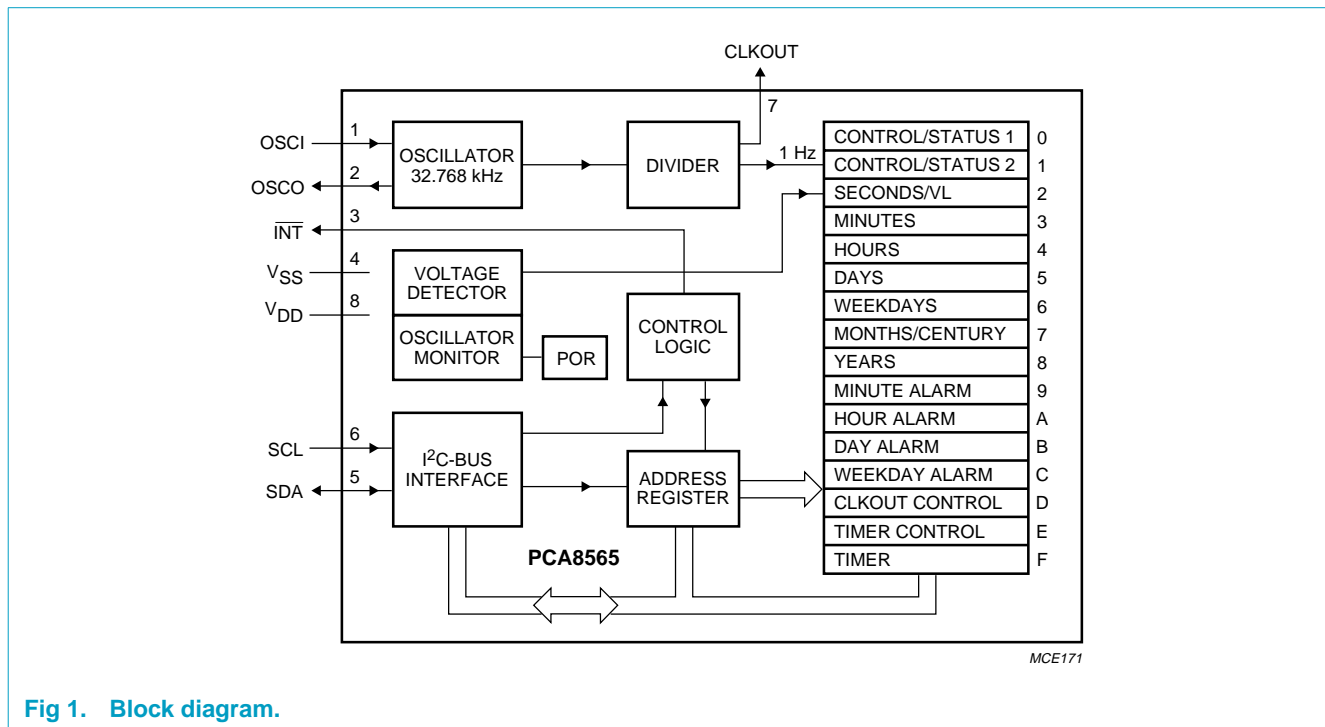 CLKOUT
7
OSCI
1
OSCILLATOR
32.768 kHz
DIVIDER
1 Hz
OSCO
2
INT
3
VSS
4
VDD
8
VOLTAGE
DETECTOR
OSCILLATOR
MONITOR
POR
CONTROL
LOGIC
SCL
6
SDA
5
I2C-BUS
INTERFACE
ADDRESS
REGISTER
PCA8565
CONTROL/STATUS 1 0
CONTROL/STATUS 2 1
SECONDS/VL 2
MINUTES 3
HOURS 4
DAYS 5
WEEKDAYS 6
MONTHS/CENTURY 7
YEARS 8
MINUTE ALARM 9
HOUR ALARM A
DAY ALARM B
WEEKDAY ALARM C
CLKOUT CONTROL D
TIMER CONTROL E
TIMER F
MCE171
Fig 1. Block diagram.